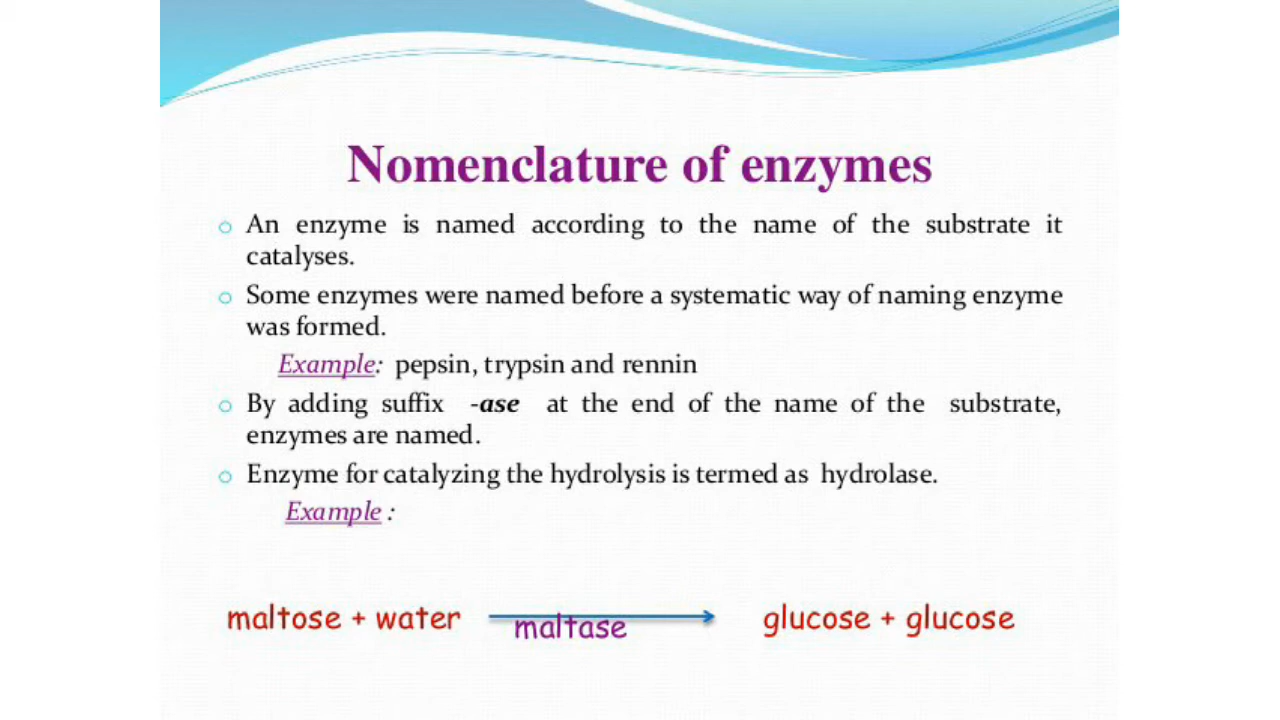 Nomenclature of enzymes
o An enzyme is named according to the name of the substrate it
catalyses.
o Some enzymes were named before a systematic way of naming enzyme
was formed.
Example: pepsin, trypsin and rennin
o By adding suffix -ase at the end of the name of the substrate,
enzymes are named.
o Enzyme for catalyzing the hydrolysis is termed as hydrolase.
Example :
maltose + water maltase glucose + glucose